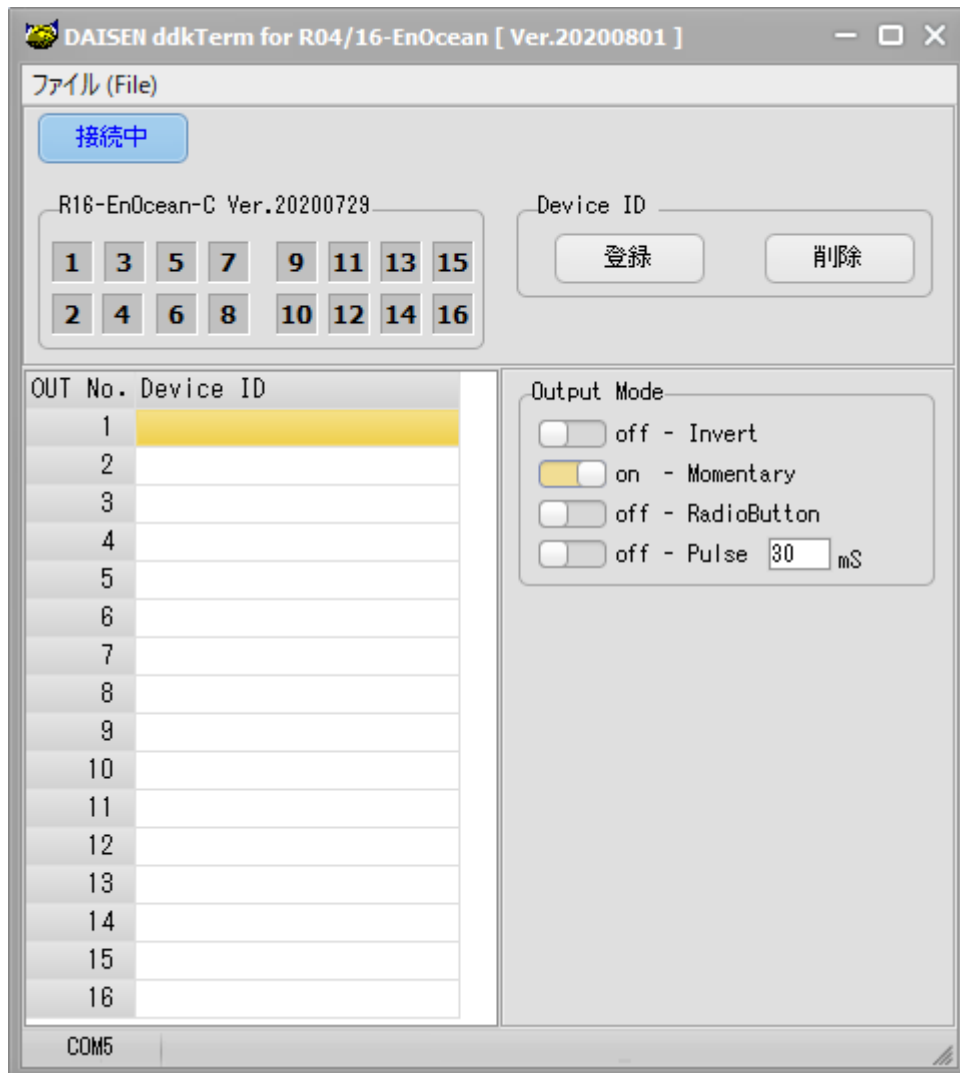 DAISEN ddkTerm for R04/16-EnOcean [ Ver.20200801 ]
ファイル (File)
接続中
R16-EnOcean-C Ver.20200729
1 3 5 7 9 11 13 15
2 4 6 8 10 12 14 16
Device ID
登録 削除
OUT No. Device ID
1
2
3
4
5
6
7
8
9
10
11
12
13
14
15
16
Output Mode
off - Invert
on - Momentary
off - RadioButton
off - Pulse 30 mS
COM5